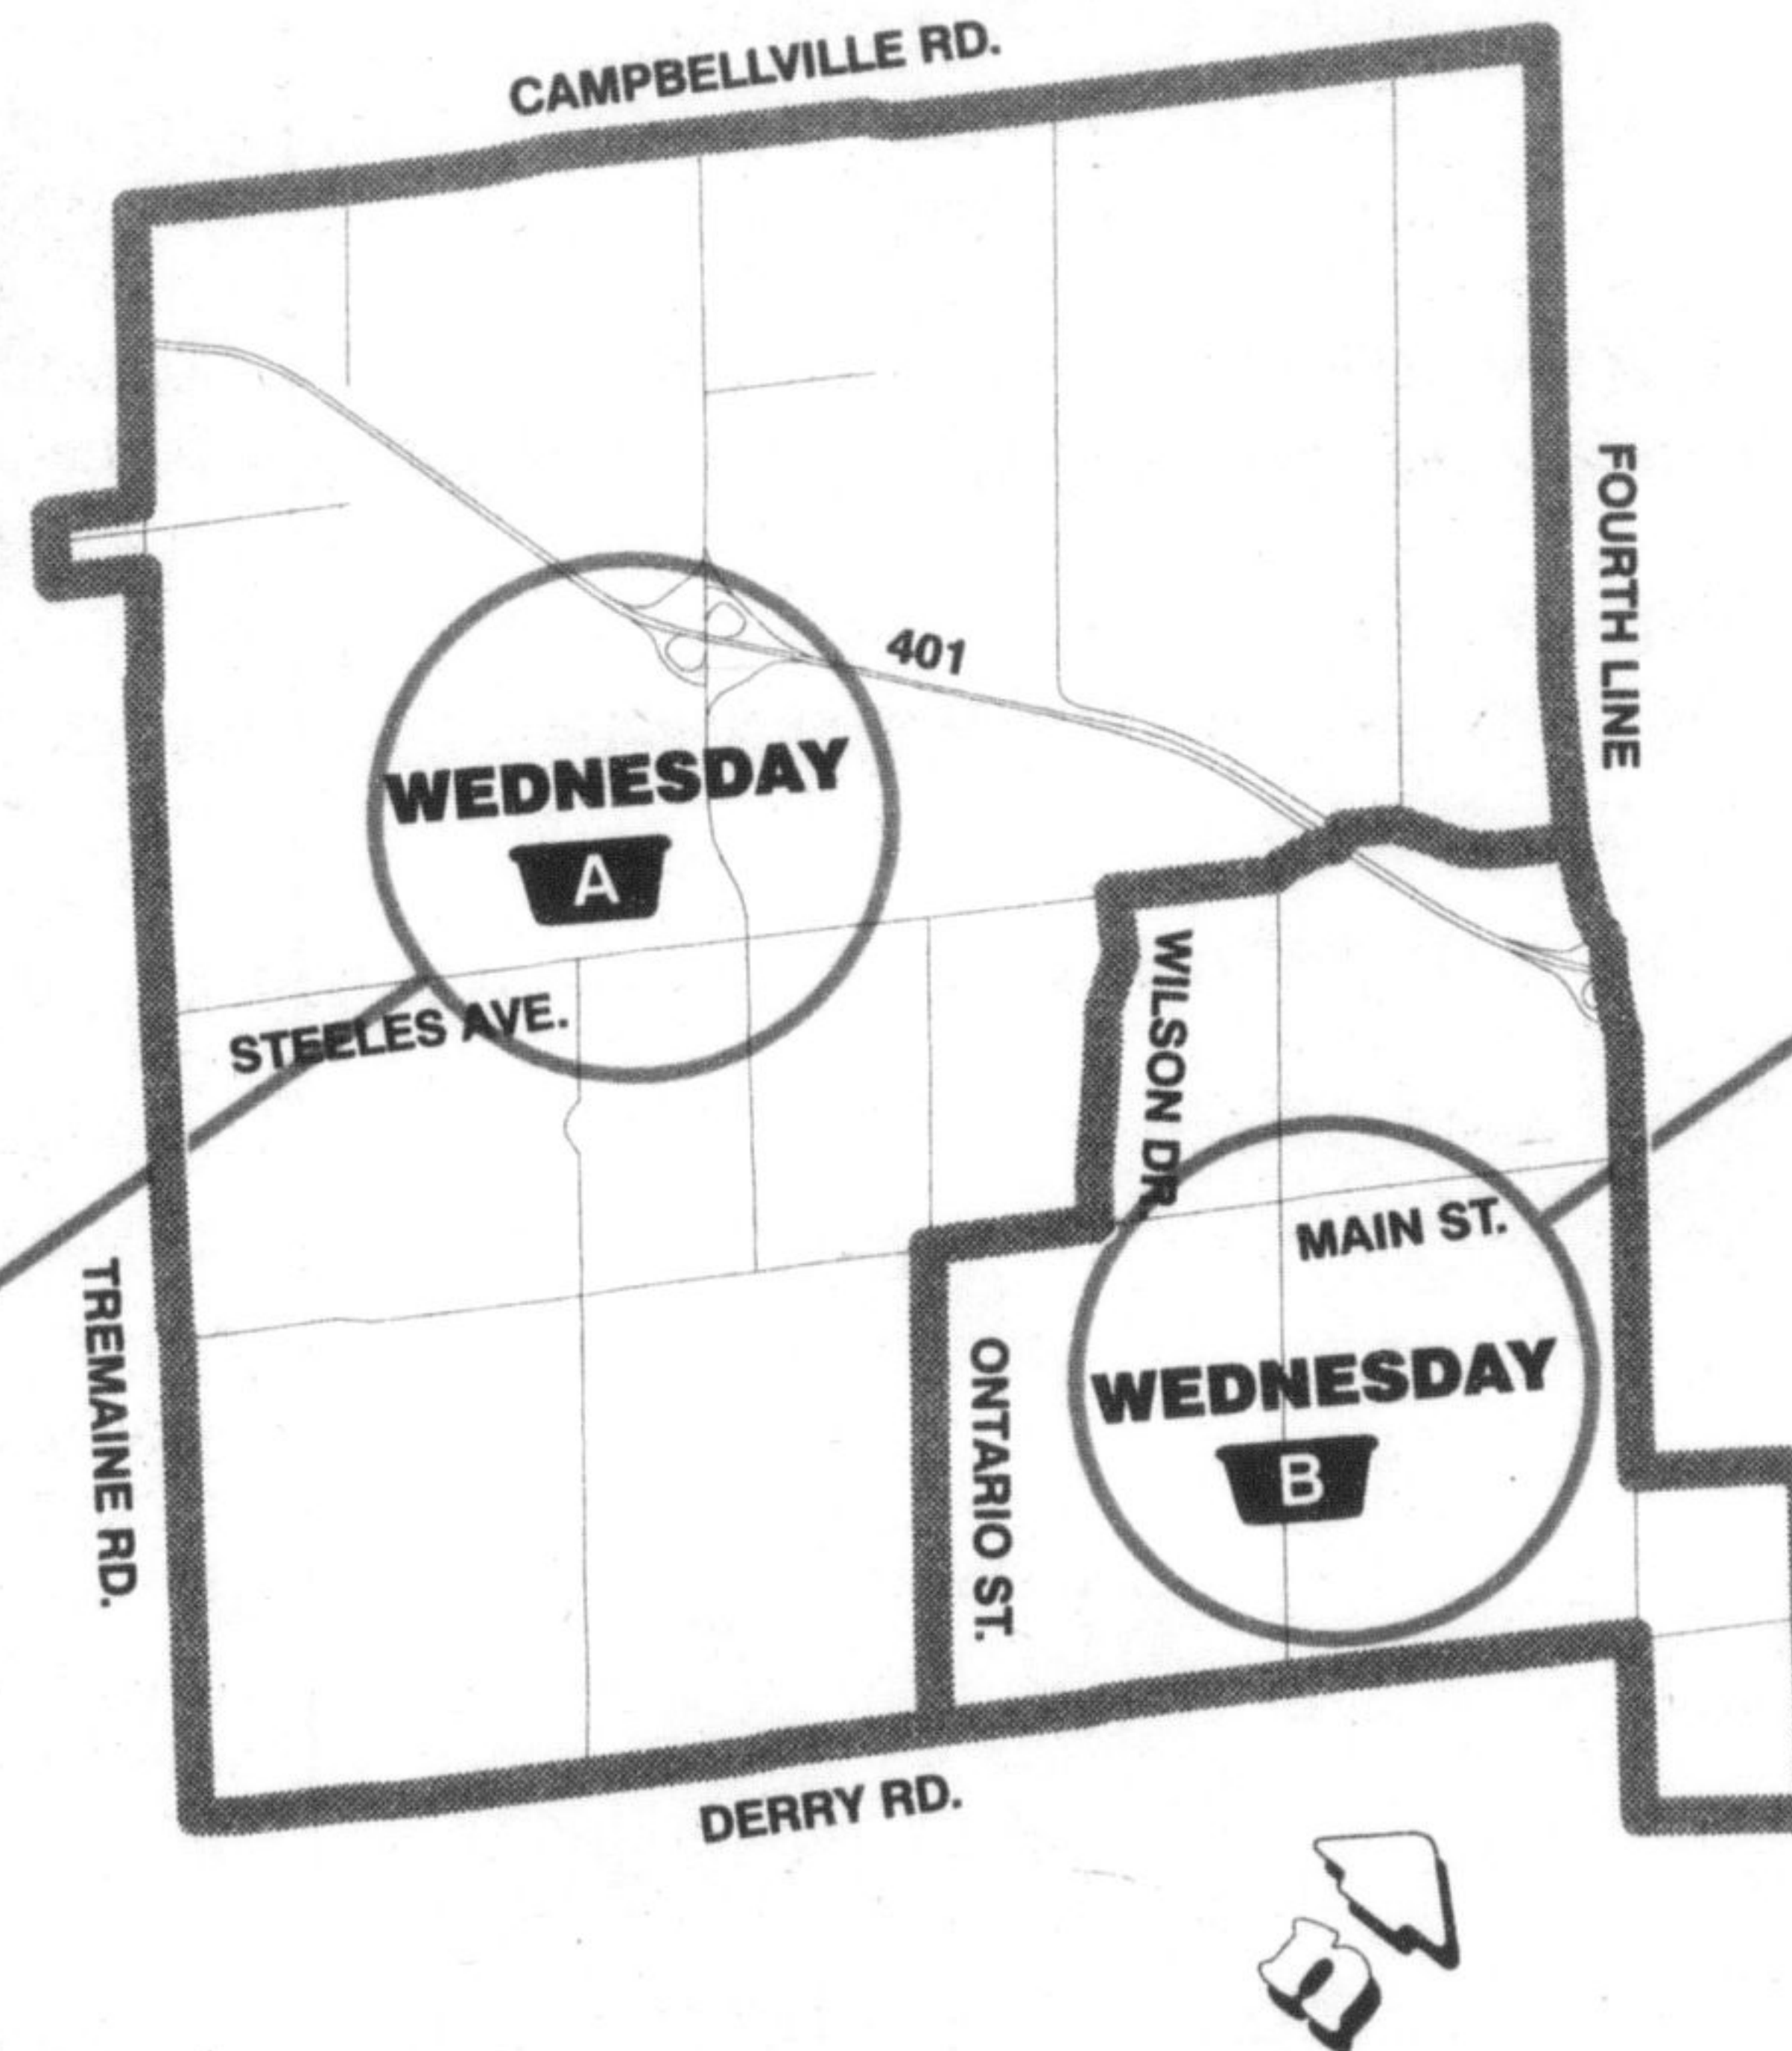 CAMPBELLVILLE RD.
FOURTH LINE
401
WEDNESDAY
A
WILSON DR.
STEELES AVE.
MAIN ST.
TREMAINE RD.
ONTARIO ST.
WEDNESDAY
B
DERRY RD.
n